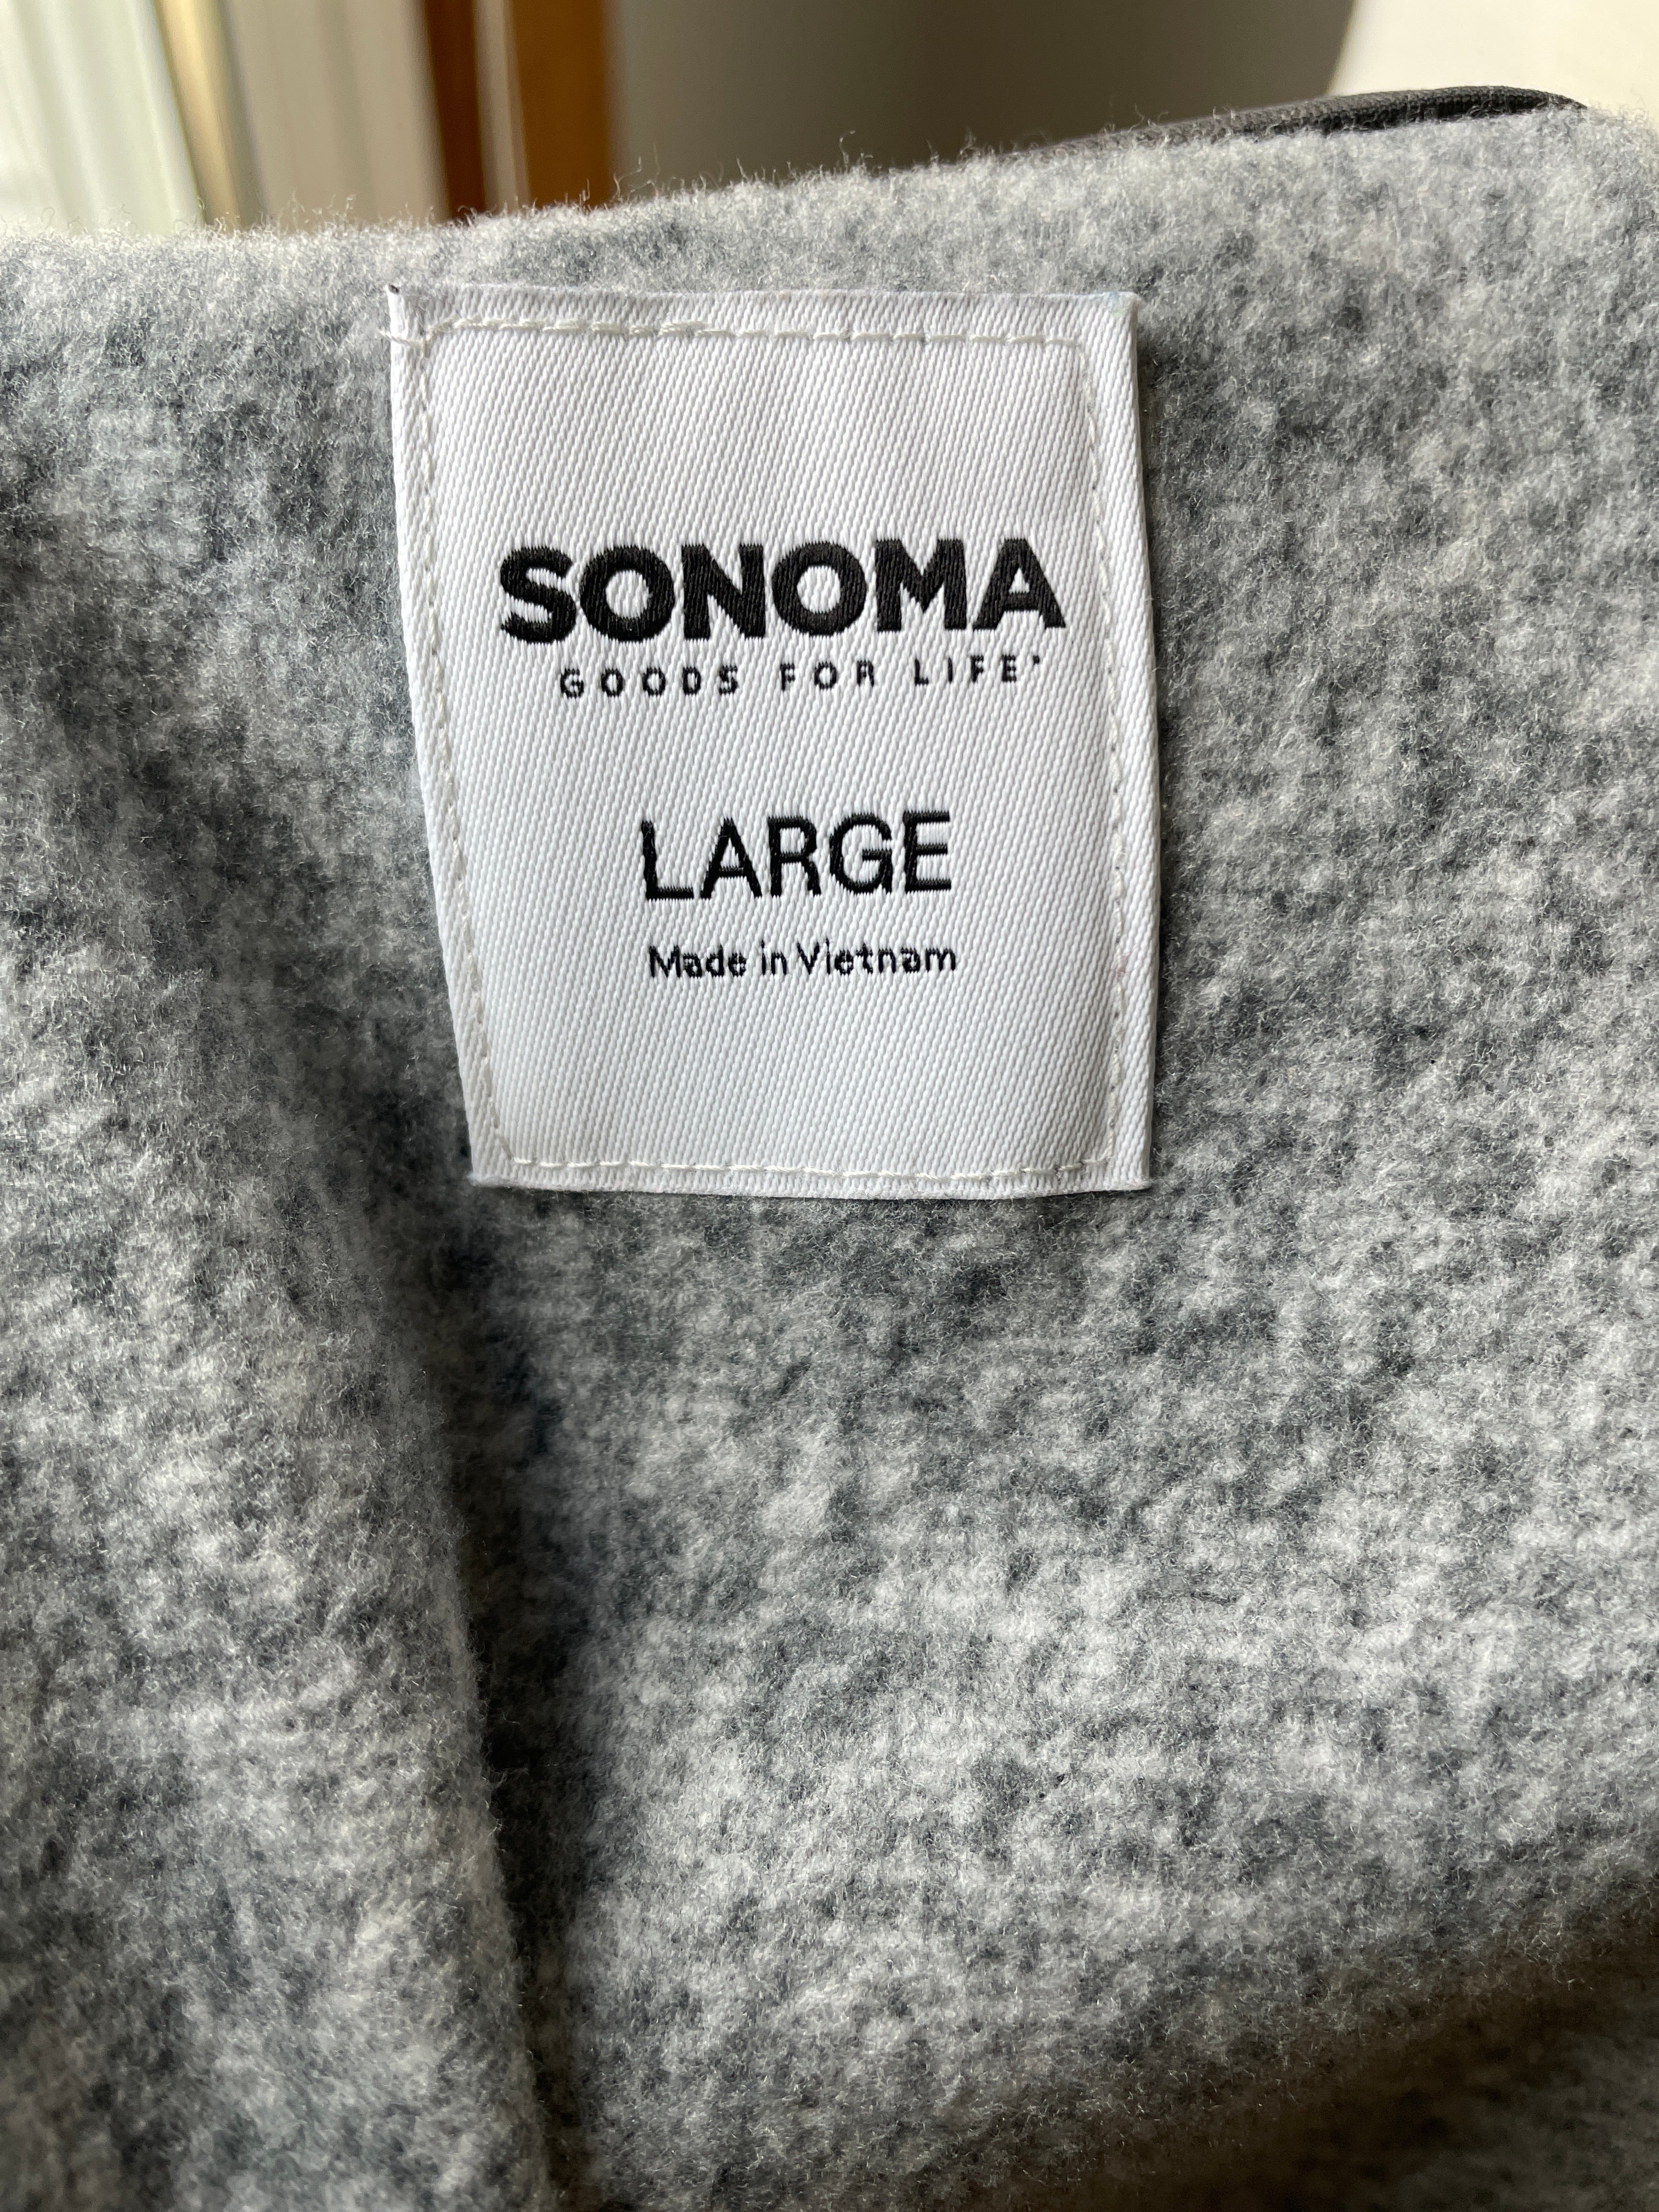 SONOMA
GOODS FOR LIFE
LARGE
Made in Vietnam